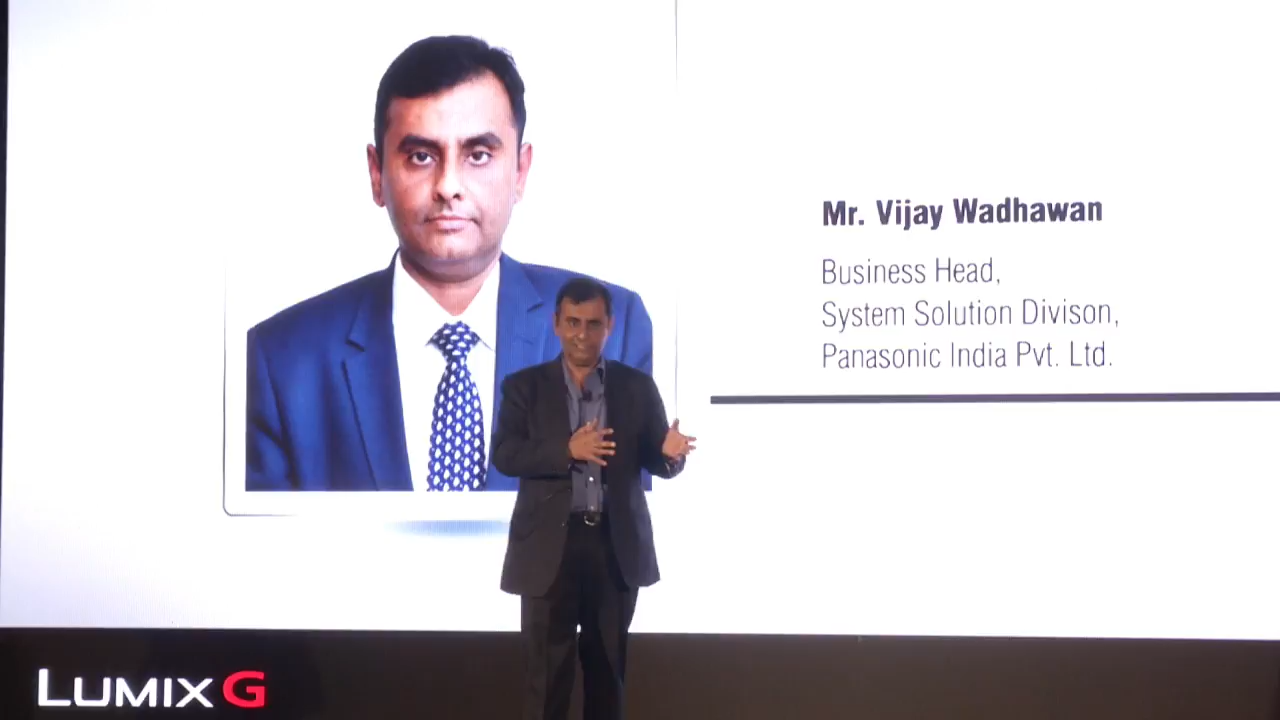 Mr. Vijay Wadhawan
Business Head,
System Solution Divison,
Panasonic India Pvt. Ltd.
LUMIX G